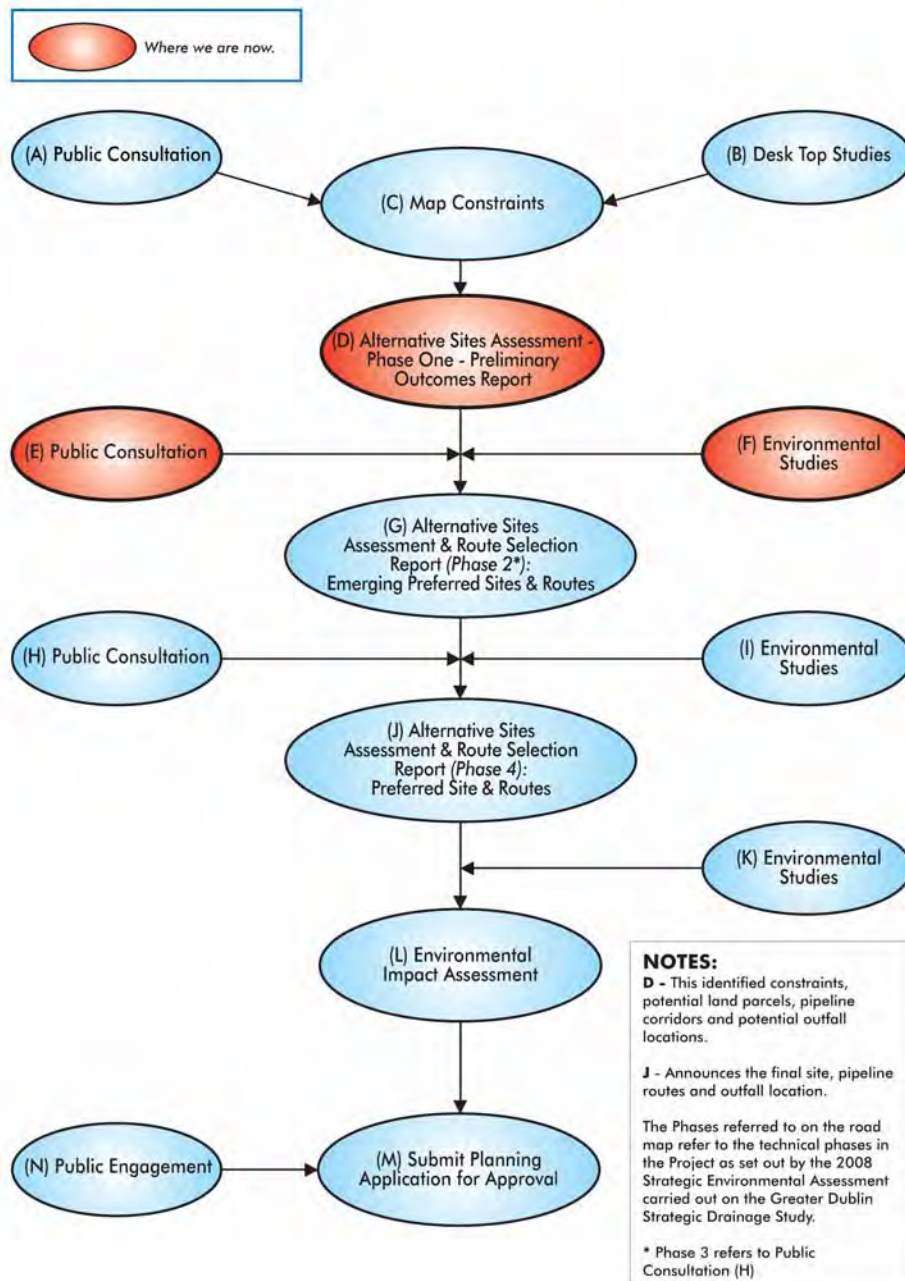 Where we are now.
(A) Public Consultation
(B) Desk Top Studies
(C) Map Constraints
(D) Alternative Sites Assessment -
Phase One - Preliminary
Outcomes Report
(E) Public Consultation
(F) Environmental
Studies
(G) Alternative Sites
Assessment & Route Selection
Report (Phase 2*):
Emerging Preferred Sites & Routes
(H) Public Consultation
(I) Environmental
Studies
(J) Alternative Sites
Assessment & Route Selection
Report (Phase 4):
Preferred Site & Routes
(K) Environmental
Studies
(L) Environmental
Impact Assessment
(N) Public Engagement
(M) Submit Planning
Application for Approval
NOTES:
D - This identified constraints,
potential land parcels, pipeline
corridors and potential outfall
locations.
J - Announces the final site, pipeline
routes and outfall location.
The Phases referred to on the road
map refer to the technical phases in
the Project as set out by the 2008
Strategic Environmental Assessment
carried out on the Greater Dublin
Strategic Drainage Study.
* Phase 3 refers to Public
Consultation (H)